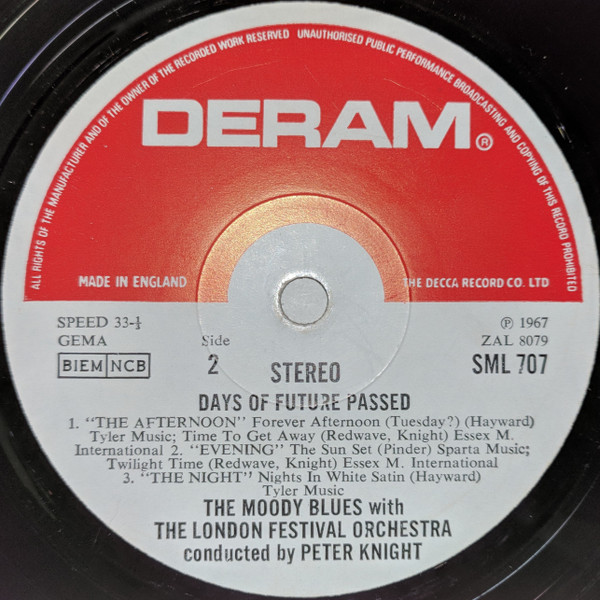 ALL RIGHTS OF THE MANUFACTURER AND OF THE OWNER OF THE RECORDED WORK RESERVED UNAUTHORISED PUBLIC PERFORMANCE BROADCASTING AND COPYING OF THIS RECORD PROHIBITED
DERAM®
MADE IN ENGLAND
THE DECCA RECORD CO. LTD
SPEED 33-⅓
GEMA
BIEM NCB
Side
2
℗ 1967
ZAL 8079
SML 707
STEREO
DAYS OF FUTURE PASSED
1. "THE AFTERNOON" Forever Afternoon (Tuesday?) (Hayward)
Tyler Music; Time To Get Away (Redwave, Knight) Essex M.
International 2. "EVENING" The Sun Set (Pinder) Sparta Music;
Twilight Time (Redwave, Knight) Essex M. International
3. "THE NIGHT" Nights In White Satin (Hayward)
Tyler Music
THE MOODY BLUES with
THE LONDON FESTIVAL ORCHESTRA
conducted by PETER KNIGHT